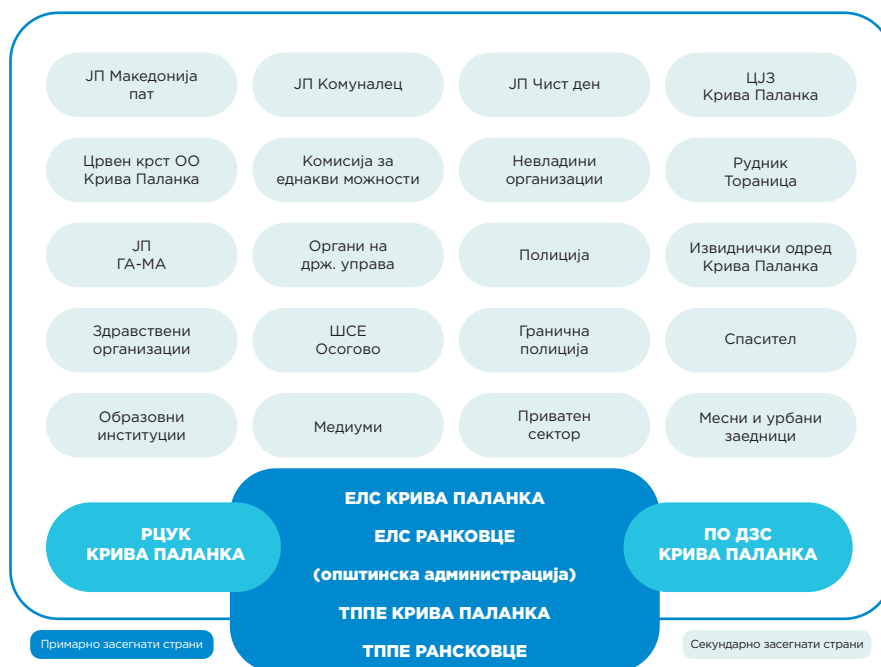 ЈП Македонија
пат
ЈП Комуналец
ЈП Чист ден
ЦЈЗ
Крива Паланка
Црвен крст ОО
Крива Паланка
Комисија за
еднакви можности
Невладини
организации
Рудник
Тораница
ЈП
ГА-МА
Органи на
држ. управа
Полиција
Извиднички одред
Крива Паланка
Здравствени
организации
ШСЕ
Осогово
Гранична
полиција
Спасител
Образовни
институции
Медиуми
Приватен
сектор
Месни и урбани
заедници
РЦУК
КРИВА ПАЛАНКА
ЕЛС КРИВА ПАЛАНКА
ЕЛС РАНКОВЦЕ
(општинска администрација)
ТППЕ КРИВА ПАЛАНКА
ТППЕ РАНСКОВЦЕ
ПО ДЗС
КРИВА ПАЛАНКА
Примарно засегнати страни
Секундарно засегнати страни